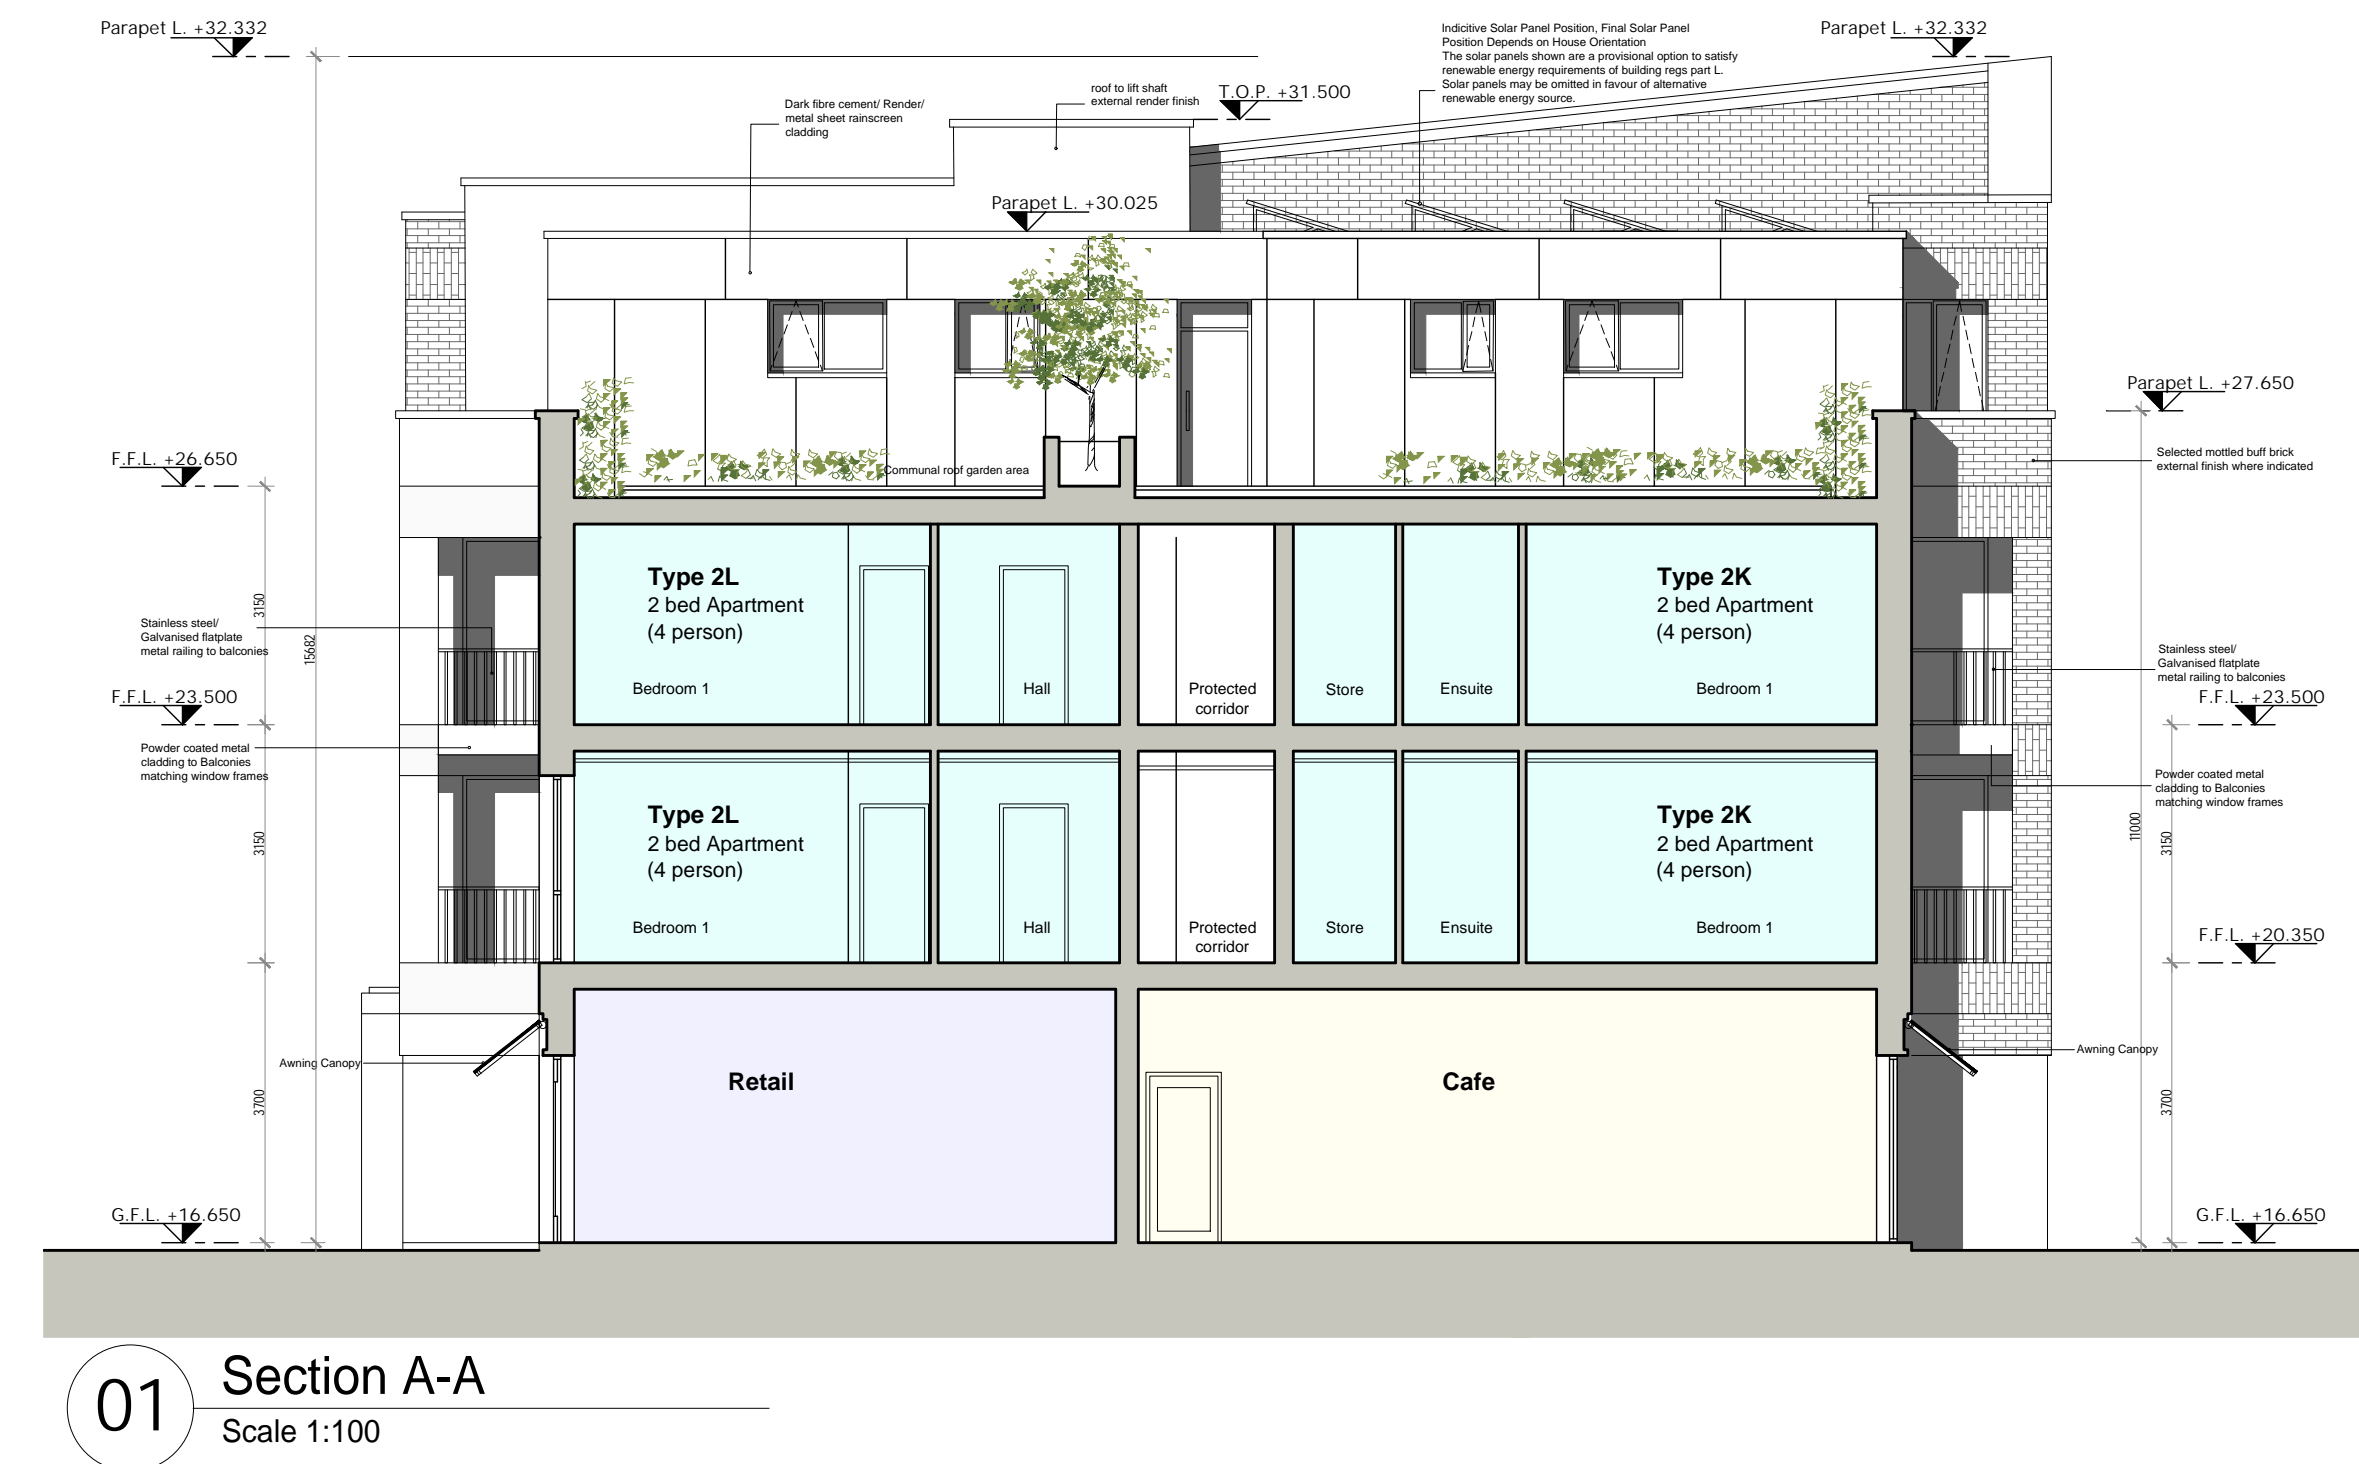 Parapet L. +32.332
Indicitive Solar Panel Position, Final Solar Panel
Position Depends on House Orientation
The solar panels shown are a provisional option to satisfy
renewable energy requirements of building regs part L.
Solar panels may be omitted in favour of alternative
renewable energy source.
Parapet L. +32.332
roof to lift shaft
external render finish
T.O.P. +31.500
Dark fibre cement/ Render/
metal sheet rainscreen
cladding
Parapet L. +30.025
Parapet L. +27.650
F.F.L. +26.650
Communal roof garden area
Selected mottled buff brick
external finish where indicated
Type 2L
2 bed Apartment
(4 person)
Bedroom 1
Hall
Protected
corridor
Store
Ensuite
Type 2K
2 bed Apartment
(4 person)
Bedroom 1
3150
15682
Stainless steel/
Galvanised flatplate
metal railing to balconies
Stainless steel/
Galvanised flatplate
metal railing to balconies
F.F.L. +23.500
F.F.L. +23.500
Powder coated metal
cladding to Balconies
matching window frames
Powder coated metal
cladding to Balconies
matching window frames
3150
11000
3150
Type 2L
2 bed Apartment
(4 person)
Bedroom 1
Hall
Protected
corridor
Store
Ensuite
Type 2K
2 bed Apartment
(4 person)
Bedroom 1
F.F.L. +20.350
Awning Canopy
Awning Canopy
Retail
Cafe
3700
3700
G.F.L. +16.650
G.F.L. +16.650
01
Section A-A
Scale 1:100